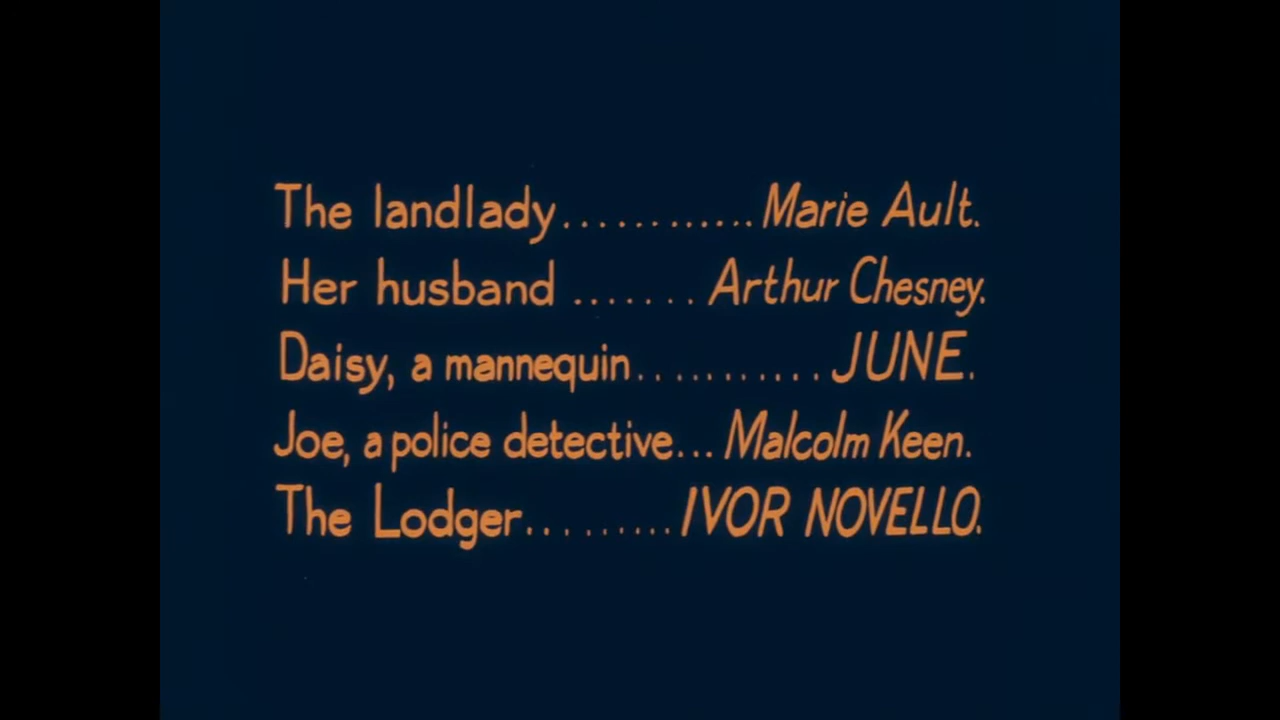 The landlady............Marie Ault.
Her husband .......Arthur Chesney.
Daisy, a mannequin...........JUNE.
Joe, a police detective...Malcolm Keen.
The Lodger.........IVOR NOVELLO.